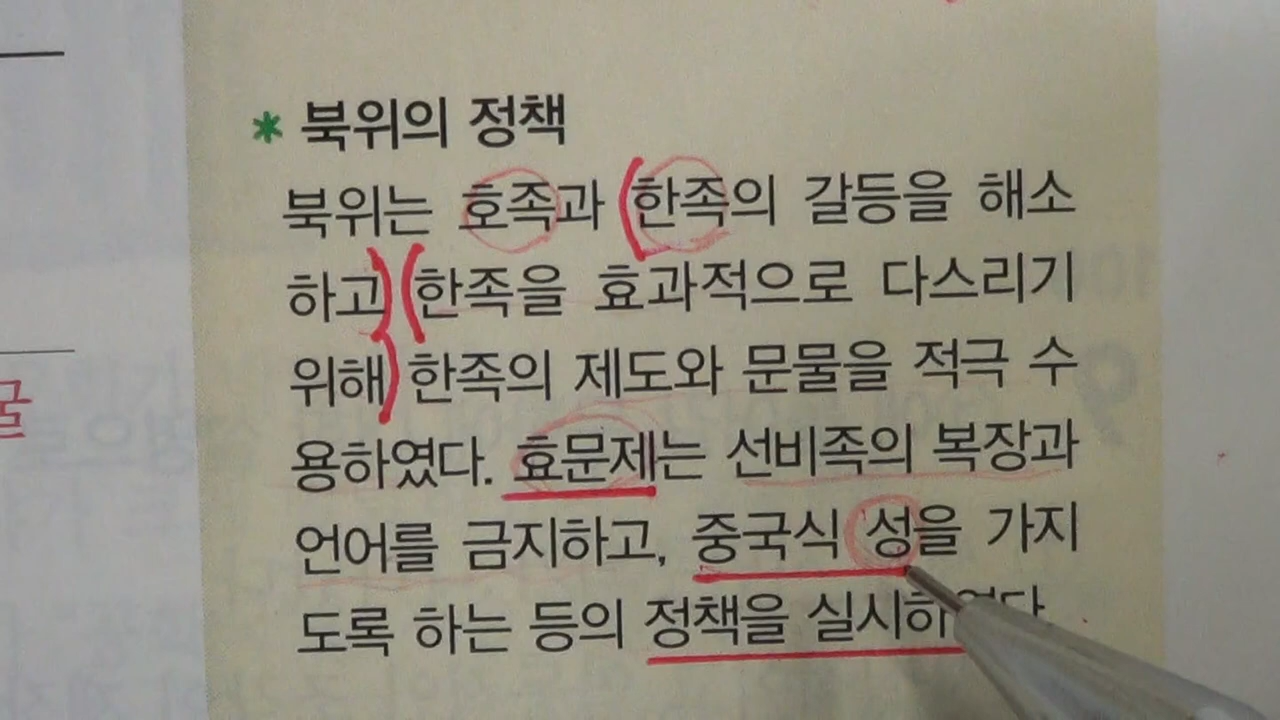 * 북위의 정책
북위는 호족과 한족의 갈등을 해소
하고 한족을 효과적으로 다스리기
위해 한족의 제도와 문물을 적극 수
용하였다. 효문제는 선비족의 복장과
언어를 금지하고, 중국식 성을 가지
도록 하는 등의 정책을 실시하였다.